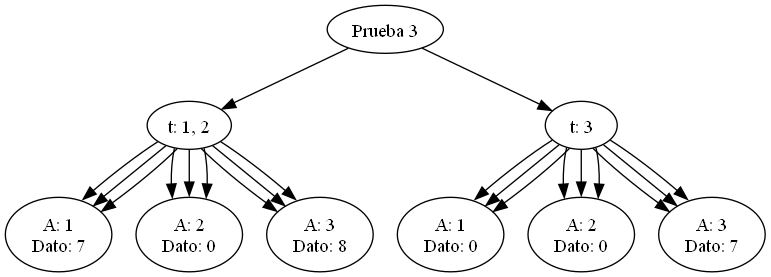 Prueba 3
t: 1, 2
t: 3
A: 1
Dato: 7
A: 2
Dato: 0
A: 3
Dato: 8
A: 1
Dato: 0
A: 2
Dato: 0
A: 3
Dato: 7